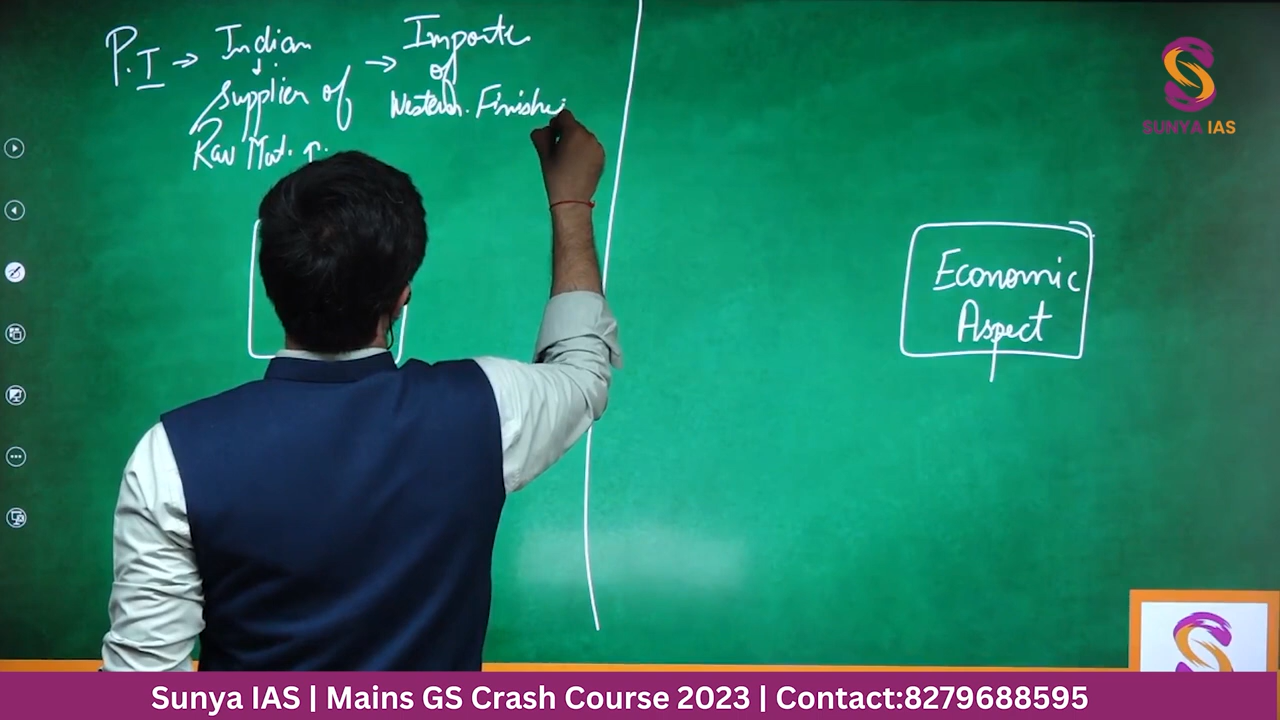 P.I → Indian → Importer
↓ of
supplier of Western Finishe
Raw Mat.
Economic
Aspect
SUNYA IAS
Sunya IAS | Mains GS Crash Course 2023 | Contact:8279688595